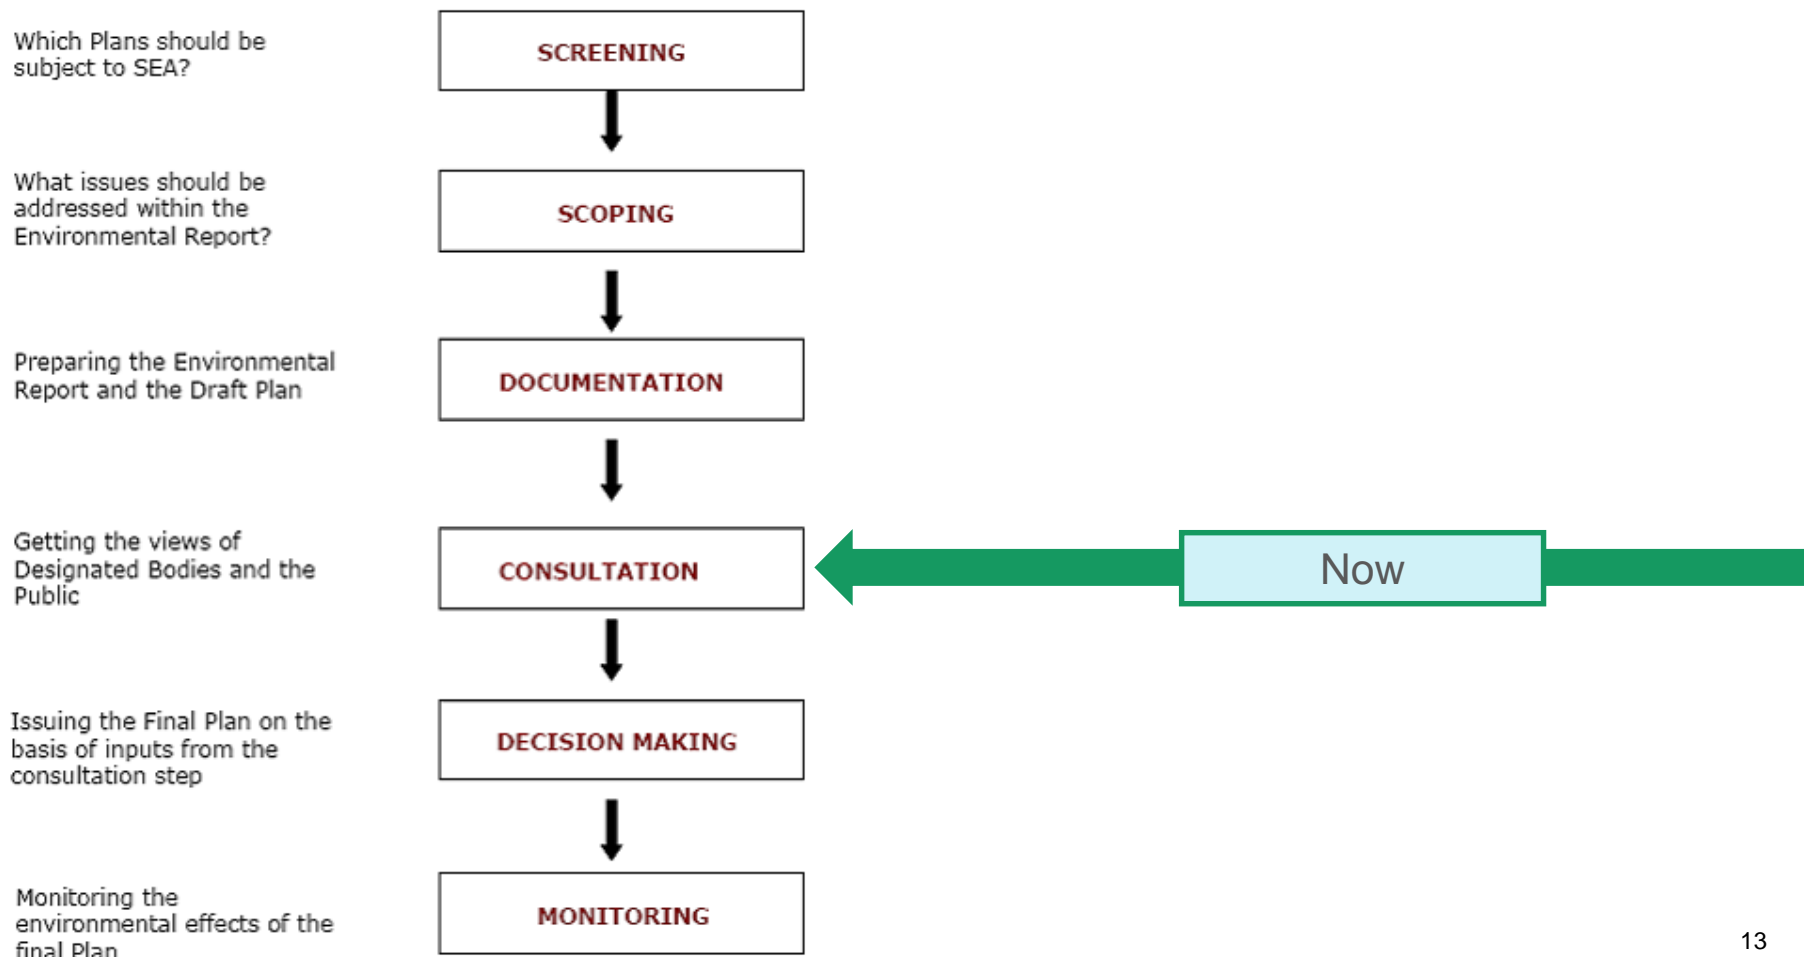 Which Plans should be
subject to SEA?
SCREENING
What issues should be
addressed within the
Environmental Report?
SCOPING
Preparing the Environmental
Report and the Draft Plan
DOCUMENTATION
Getting the views of
Designated Bodies and the
Public
CONSULTATION
Now
Issuing the Final Plan on the
basis of inputs from the
consultation step
DECISION MAKING
Monitoring the
environmental effects of the
final Plan
MONITORING
13